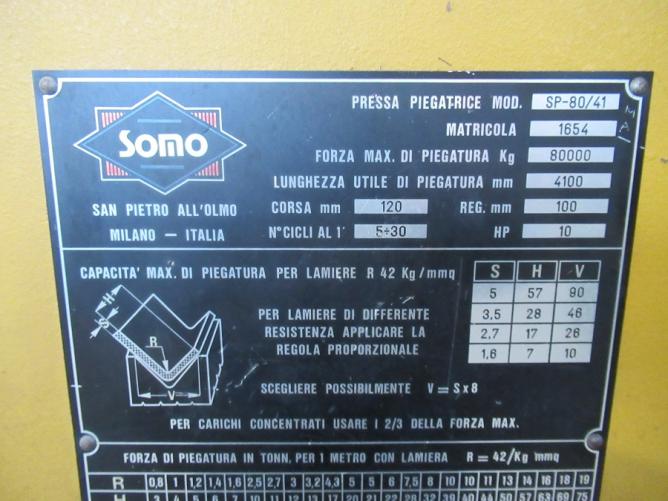 PRESSA PIEGATRICE MOD. SP-80/41
MATRICOLA 1654
FORZA MAX. DI PIEGATURA Kg 80000
LUNGHEZZA UTILE DI PIEGATURA mm 4100
SOMO
SAN PIETRO ALL'OLMO
MILANO — ITALIA
CORSA mm 120 REG. mm 100
N° CICLI AL 1' 5÷30 HP 10
CAPACITA' MAX. DI PIEGATURA PER LAMIERE R 42 Kg/mmq
S H V
5 57 90
3,5 28 46
2,7 17 26
1,6 7 10
H
S
R
V
PER LAMIERE DI DIFFERENTE
RESISTENZA APPLICARE LA
REGOLA PROPORZIONALE
SCEGLIERE POSSIBILMENTE V = S x 8
PER CARICHI CONCENTRATI USARE I 2/3 DELLA FORZA MAX.
FORZA DI PIEGATURA IN TONN. PER 1 METRO CON LAMIERA R = 42/Kg mmq
R 0,8 1 1,2 1,4 1,6 2,5 2,7 3 3,2 4,3 5 5 6 7,5 8 10 10 11 13 14 16 18 19